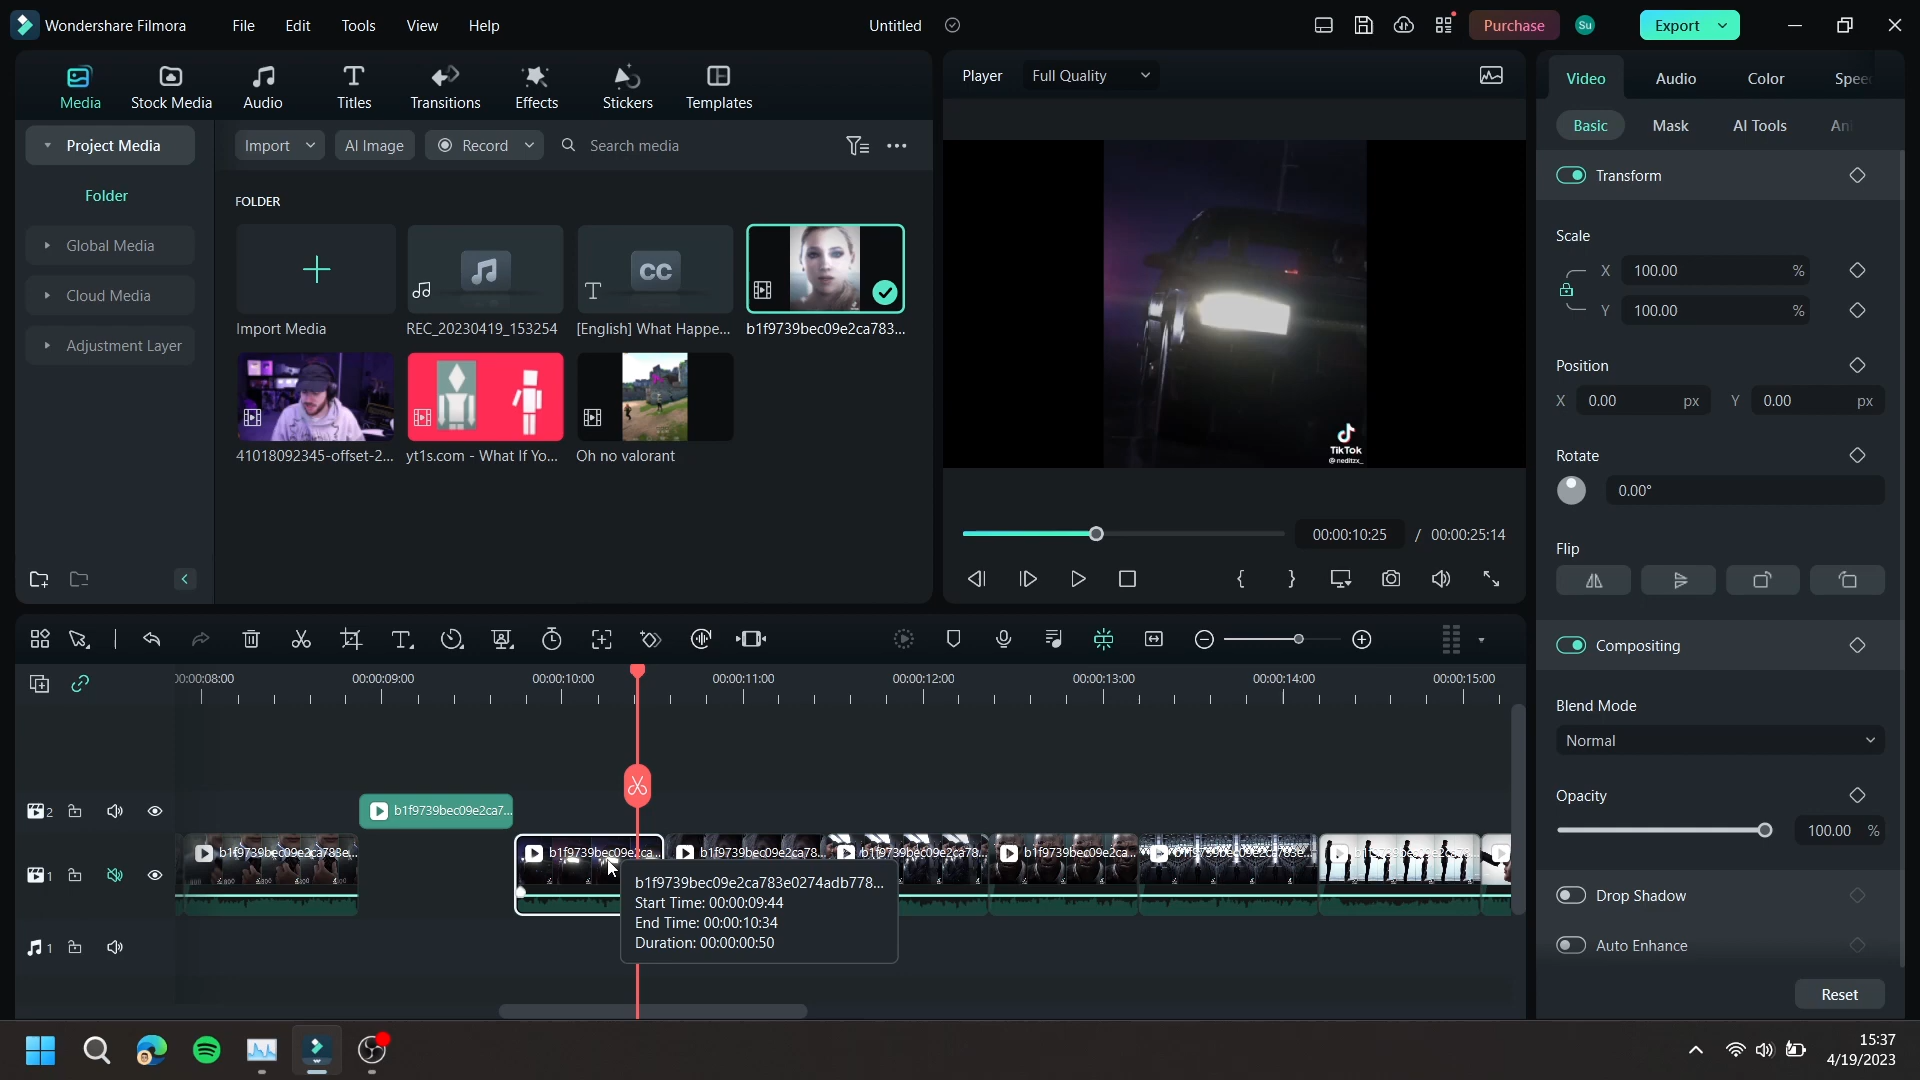 Wondershare Filmora
File
Edit
Tools
View
Help
Untitled
Purchase
Su
Export
Media
Stock Media
Audio
Titles
Transitions
Effects
Stickers
Templates
Player
Full Quality
Video
Audio
Color
Project Media
Import
AI Image
Record
Search media
Basic
Mask
AI Tools
Folder
FOLDER
Transform
Global Media
Cloud Media
Adjustment Layer
CC
Import Media
REC_20230419_153254
[English] What Happe...
b1f9739bec09e2ca783...
41018092345-offset-2...
yt1s.com - What If Yo...
Oh no valorant
TikTok
@neditzx_
Scale
X 100.00 %
Y 100.00 %
Position
X 0.00 px Y 0.00 px
Rotate
0.00°
00:00:10:25 / 00:00:25:14
Flip
Compositing
00:00:08:00
00:00:09:00
00:00:10:00
00:00:11:00
00:00:12:00
00:00:13:00
00:00:14:00
00:00:15:00
Blend Mode
Normal
Opacity
100.00 %
2
b1f9739bec09e2ca7...
1
b1f9739bec09e2ca783e...
b1f9739bec09e2ca...
b1f9739bec09e2ca78...
b1f9739bec09e2ca78...
b1f9739bec09e2ca...
b1f9739bec09e2ca783e0274adb778...
Start Time: 00:00:09:44
End Time: 00:00:10:34
Duration: 00:00:00:50
1
Drop Shadow
Auto Enhance
Reset
15:37
4/19/2023